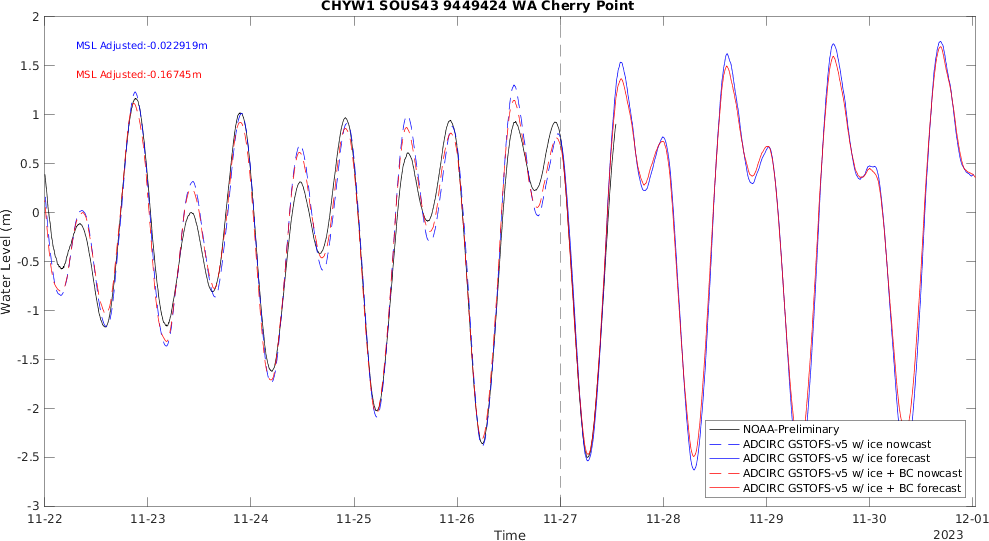 CHYW1 SOUS43 9449424 WA Cherry Point
MSL Adjusted:-0.022919m
MSL Adjusted:-0.16745m
Water Level (m)
2
1.5
1
0.5
0
-0.5
-1
-1.5
-2
-2.5
-3
NOAA-Preliminary
ADCIRC GSTOFS-v5 w/ ice nowcast
ADCIRC GSTOFS-v5 w/ ice forecast
ADCIRC GSTOFS-v5 w/ ice + BC nowcast
ADCIRC GSTOFS-v5 w/ ice + BC forecast
11-22 11-23 11-24 11-25 11-26 11-27 11-28 11-29 11-30 12-01
Time
2023